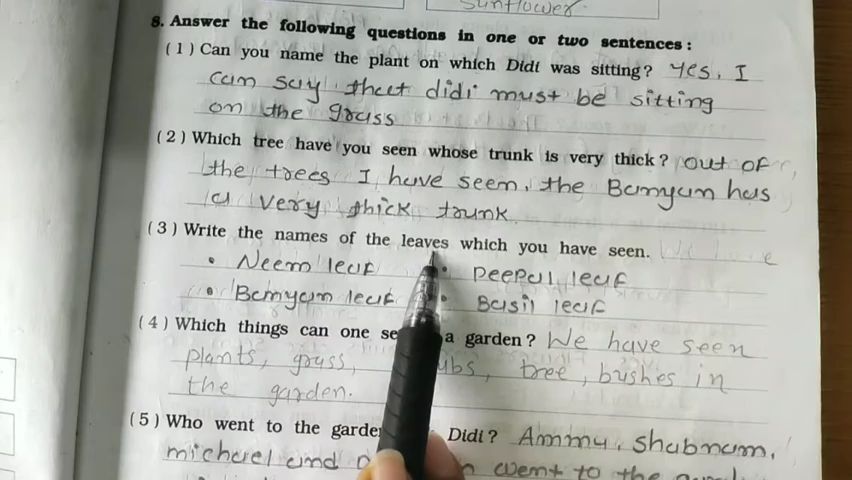 Sunflower.
8. Answer the following questions in one or two sentences :
( 1 ) Can you name the plant on which Didi was sitting ? Yes, I
can say that didi must be sitting
on the grass
( 2 ) Which tree have you seen whose trunk is very thick ? out of
the trees I have seem, the Bamyam has
a very thick trunk
( 3 ) Write the names of the leaves which you have seen.
• Neem leaf • Peepal leaf
• Bamyam leaf • Basil leaf
( 4 ) Which things can one se a garden ? We have seen
plants, grass, ubs, tree, bushes in
the garden.
( 5 ) Who went to the garde Didi ? Ammu, Shabnam,
michael and went to the